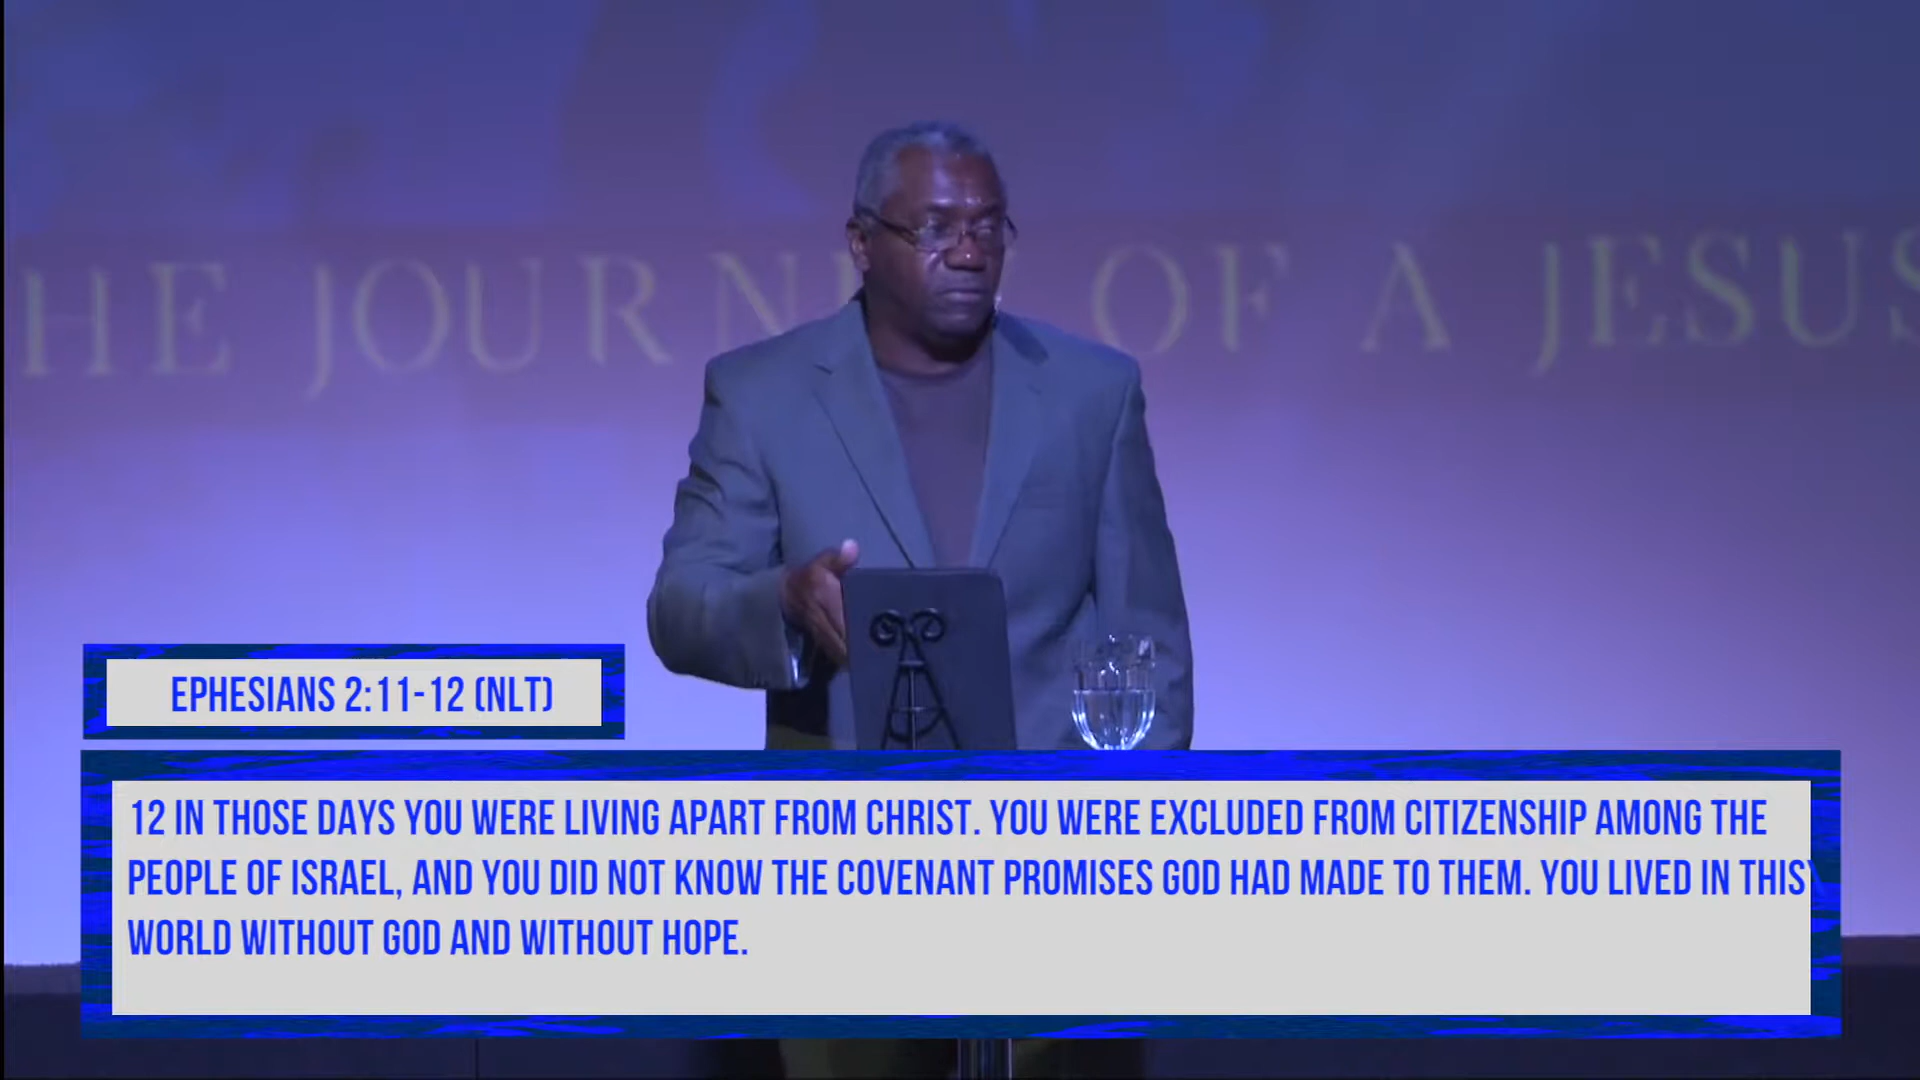 HE JOURN OF A JESUS
EPHESIANS 2:11-12 (NLT)
12 IN THOSE DAYS YOU WERE LIVING APART FROM CHRIST. YOU WERE EXCLUDED FROM CITIZENSHIP AMONG THE
PEOPLE OF ISRAEL, AND YOU DID NOT KNOW THE COVENANT PROMISES GOD HAD MADE TO THEM. YOU LIVED IN THIS
WORLD WITHOUT GOD AND WITHOUT HOPE.